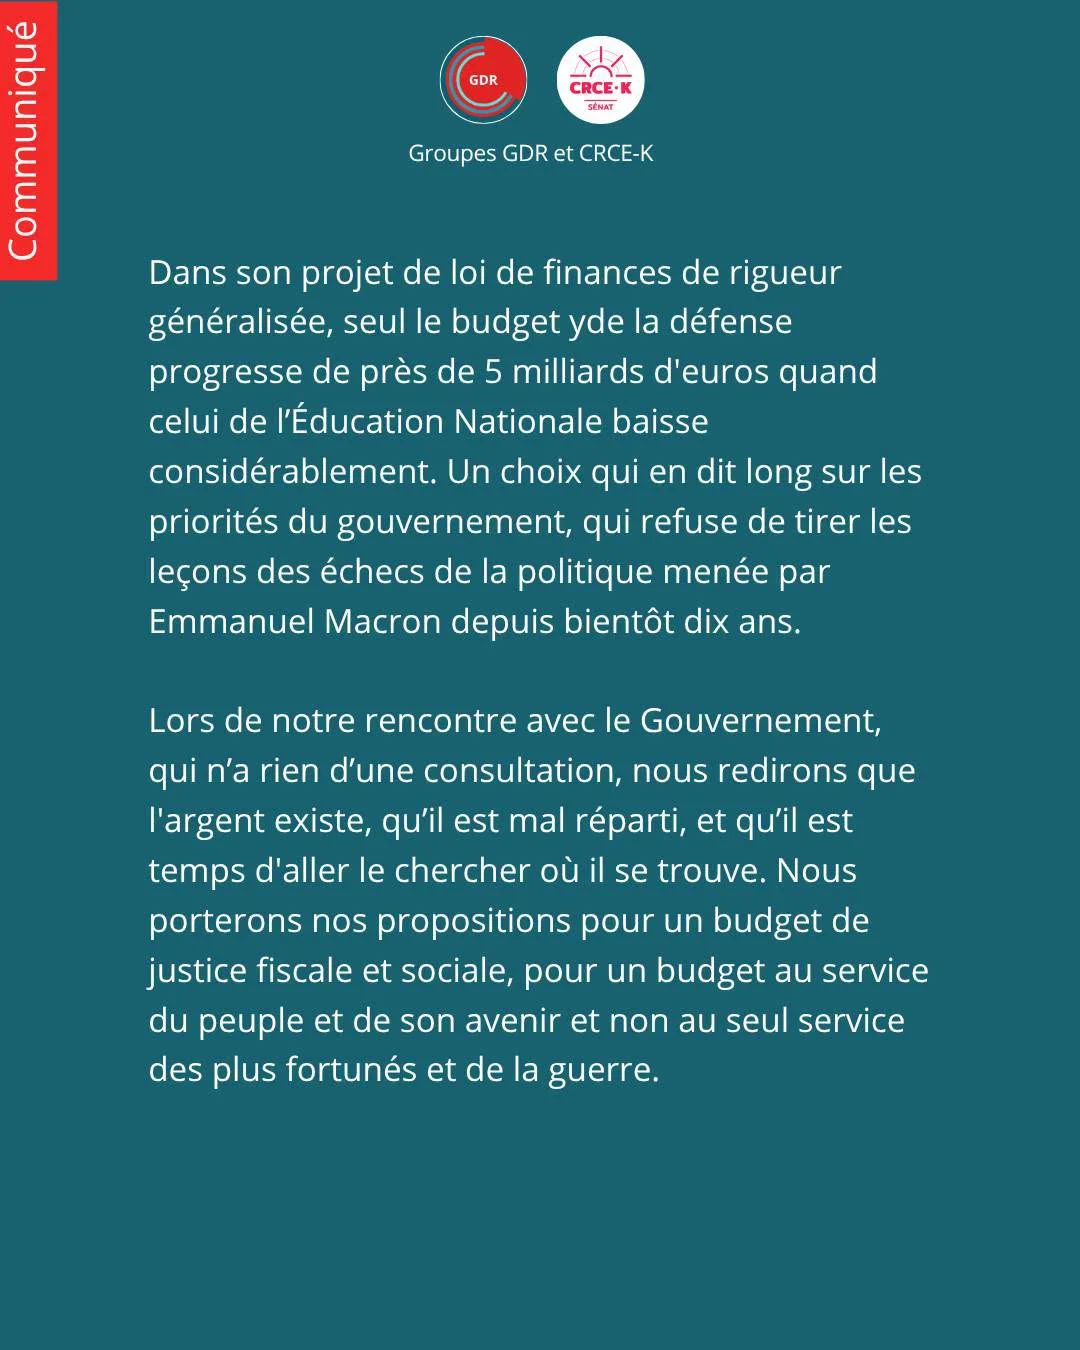 Communiqué
GDR
CRCE·K
SÉNAT
Groupes GDR et CRCE-K
Dans son projet de loi de finances de rigueur
généralisée, seul le budget yde la défense
progresse de près de 5 milliards d'euros quand
celui de l’Éducation Nationale baisse
considérablement. Un choix qui en dit long sur les
priorités du gouvernement, qui refuse de tirer les
leçons des échecs de la politique menée par
Emmanuel Macron depuis bientôt dix ans.
Lors de notre rencontre avec le Gouvernement,
qui n’a rien d’une consultation, nous redirons que
l'argent existe, qu’il est mal réparti, et qu’il est
temps d'aller le chercher où il se trouve. Nous
porterons nos propositions pour un budget de
justice fiscale et sociale, pour un budget au service
du peuple et de son avenir et non au seul service
des plus fortunés et de la guerre.